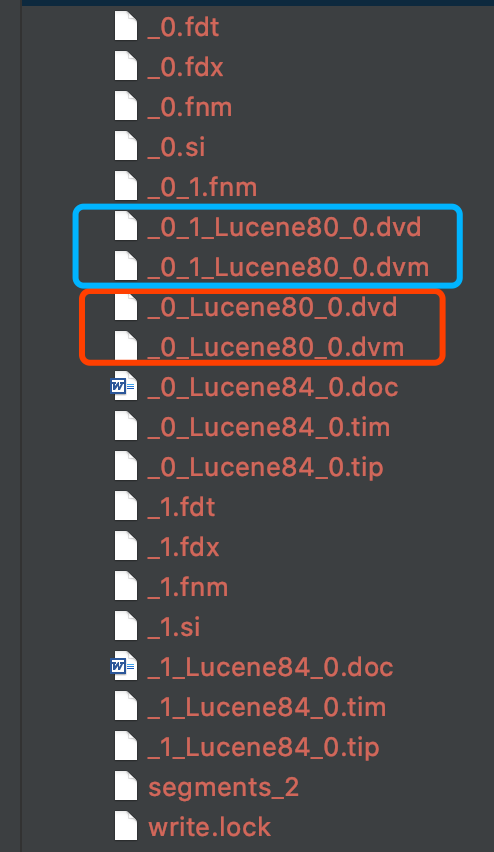 _0.fdt
_0.fdx
_0.fnm
_0.si
_0_1.fnm
_0_1_Lucene80_0.dvd
_0_1_Lucene80_0.dvm
_0_Lucene80_0.dvd
_0_Lucene80_0.dvm
_0_Lucene84_0.doc
_0_Lucene84_0.tim
_0_Lucene84_0.tip
_1.fdt
_1.fdx
_1.fnm
_1.si
_1_Lucene84_0.doc
_1_Lucene84_0.tim
_1_Lucene84_0.tip
segments_2
write.lock